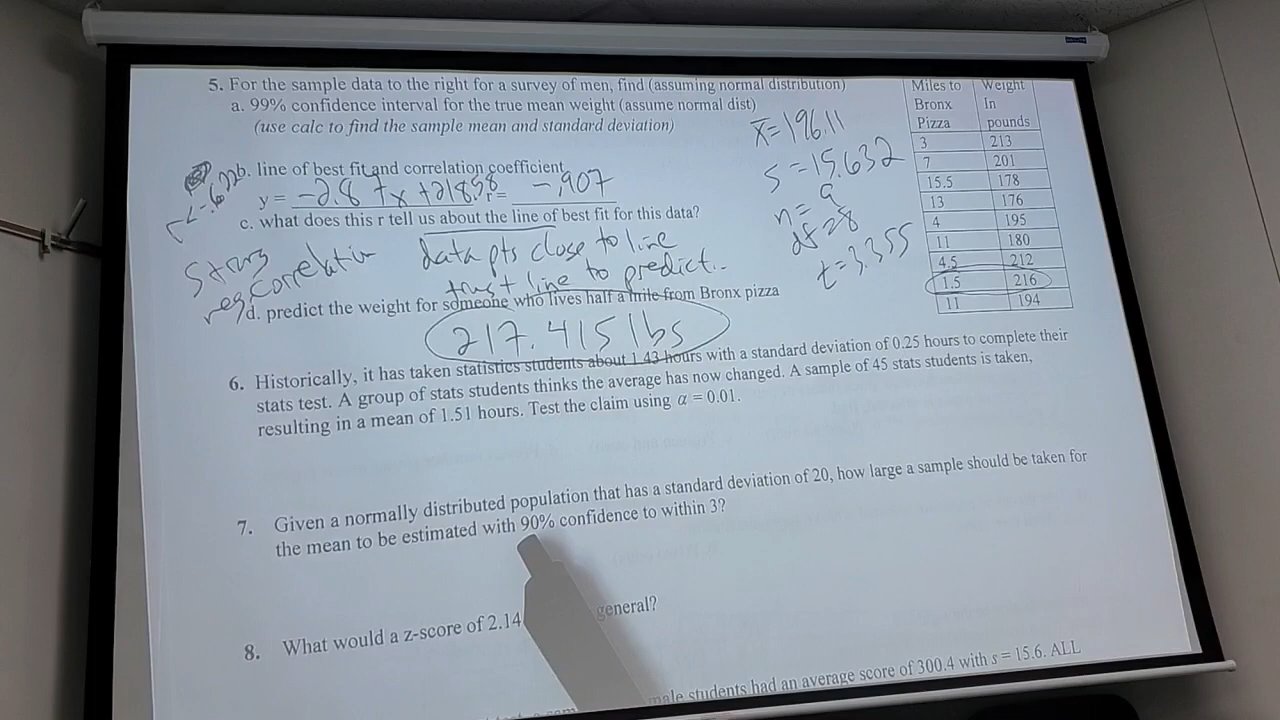 5. For the sample data to the right for a survey of men, find (assuming normal distribution)
a. 99% confidence interval for the true mean weight (assume normal dist)
(use calc to find the sample mean and standard deviation)
x̄ = 196.11
s = 15.632
n = 9
df = 8
t = 3.355
Miles to Bronx Pizza Weight In pounds
3 213
7 201
15.5 178
13 176
4 195
11 180
4.5 212
1.5 216
11 194
b. line of best fit and correlation coefficient
y = -2.87x + 218.58 r = -.907
c. what does this r tell us about the line of best fit for this data?
Strong neg correlation
data pts close to line
trust line to predict.
d. predict the weight for someone who lives half a mile from Bronx pizza
217.415 lbs
6. Historically, it has taken statistics students about 1.43 hours with a standard deviation of 0.25 hours to complete their
stats test. A group of stats students thinks the average has now changed. A sample of 45 stats students is taken,
resulting in a mean of 1.51 hours. Test the claim using α = 0.01.
7. Given a normally distributed population that has a standard deviation of 20, how large a sample should be taken for
the mean to be estimated with 90% confidence to within 3?
8. What would a z-score of 2.14 general?
male students had an average score of 300.4 with s = 15.6. ALL